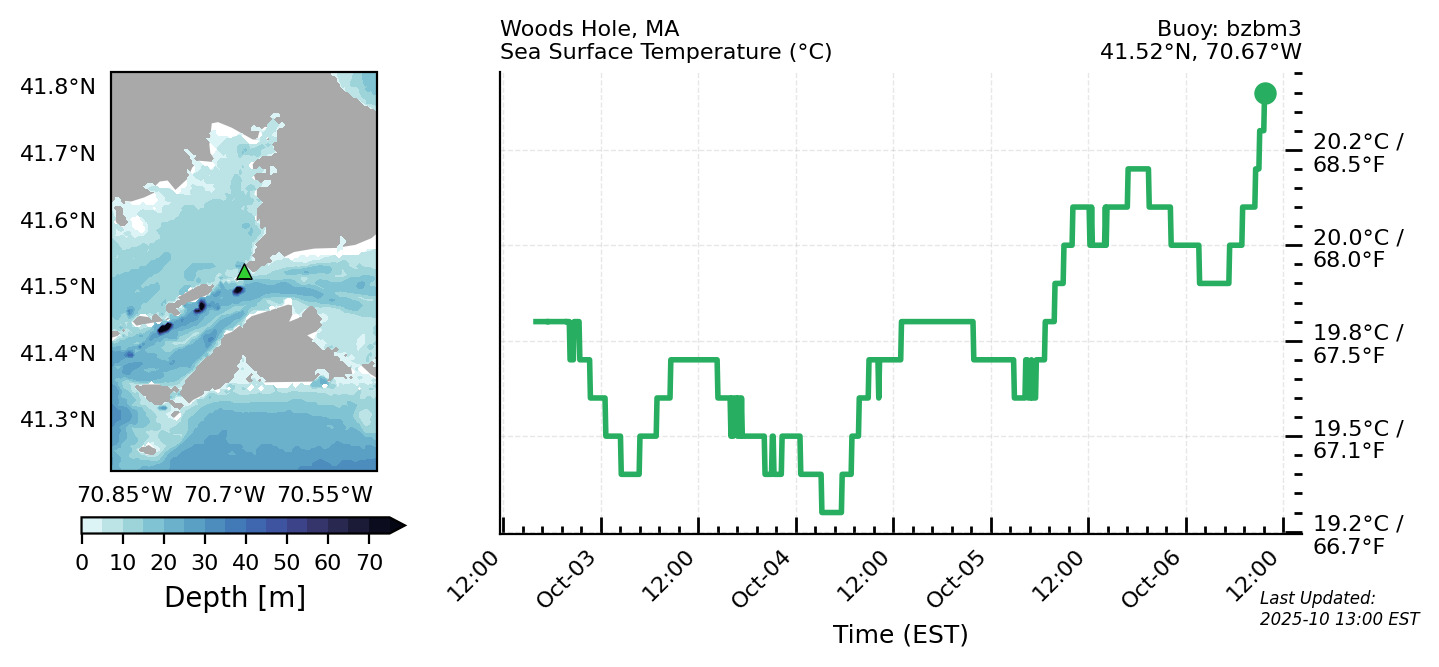 Woods Hole, MA
Sea Surface Temperature (°C)
Buoy: bzbm3
41.52°N, 70.67°W
41.8°N
41.7°N
41.6°N
41.5°N
41.4°N
41.3°N
70.85°W 70.7°W 70.55°W
0 10 20 30 40 50 60 70
Depth [m]
20.2°C /
68.5°F
20.0°C /
68.0°F
19.8°C /
67.5°F
19.5°C /
67.1°F
19.2°C /
66.7°F
12:00 Oct-03 12:00 Oct-04 12:00 Oct-05 12:00 Oct-06 12:00
Time (EST)
Last Updated:
2025-10 13:00 EST